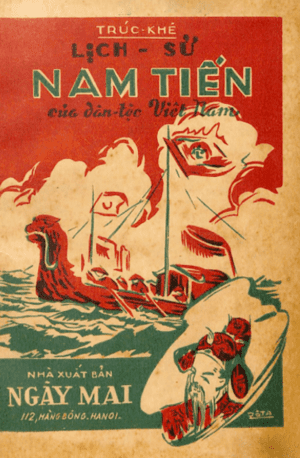 TRÚC-KHÊ
LỊCH - SỬ
NAM TIẾN
của dân-tộc Việt Nam
NHÀ XUẤT BẢN
NGÀY MAI
112, HÀNG BÔNG. HANOI.